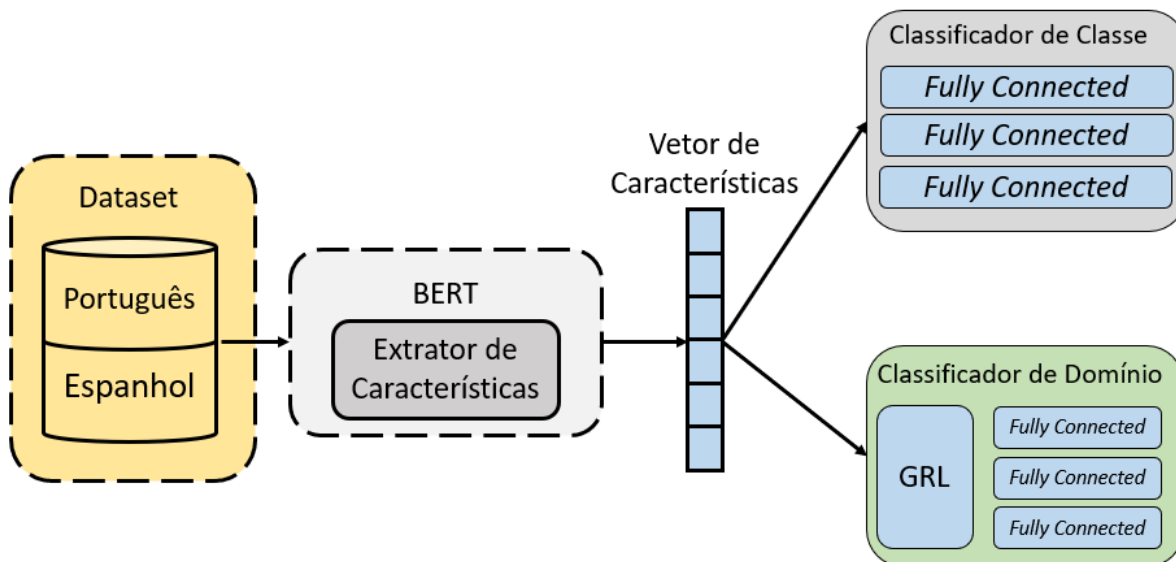 Dataset
Português
Espanhol
BERT
Extrator de
Características
Vetor de
Características
Classificador de Classe
Fully Connected
Fully Connected
Fully Connected
Classificador de Domínio
GRL
Fully Connected
Fully Connected
Fully Connected